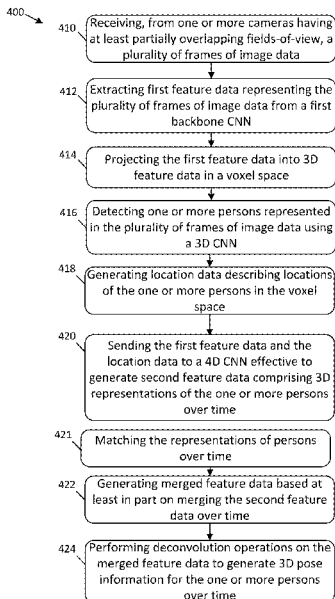 400
410
Receiving, from one or more cameras having
at least partially overlapping fields-of-view, a
plurality of frames of image data
412
Extracting first feature data representing the
plurality of frames of image data from a first
backbone CNN
414
Projecting the first feature data into 3D
feature data in a voxel space
416
Detecting one or more persons represented
in the plurality of frames of image data using
a 3D CNN
418
Generating location data describing locations
of the one or more persons in the voxel
space
420
Sending the first feature data and the
location data to a 4D CNN effective to
generate second feature data comprising 3D
representations of the one or more persons
over time
421
Matching the representations of persons
over time
422
Generating merged feature data based at
least in part on merging the second feature
data over time
424
Performing deconvolution operations on the
merged feature data to generate 3D pose
information for the one or more persons
over time